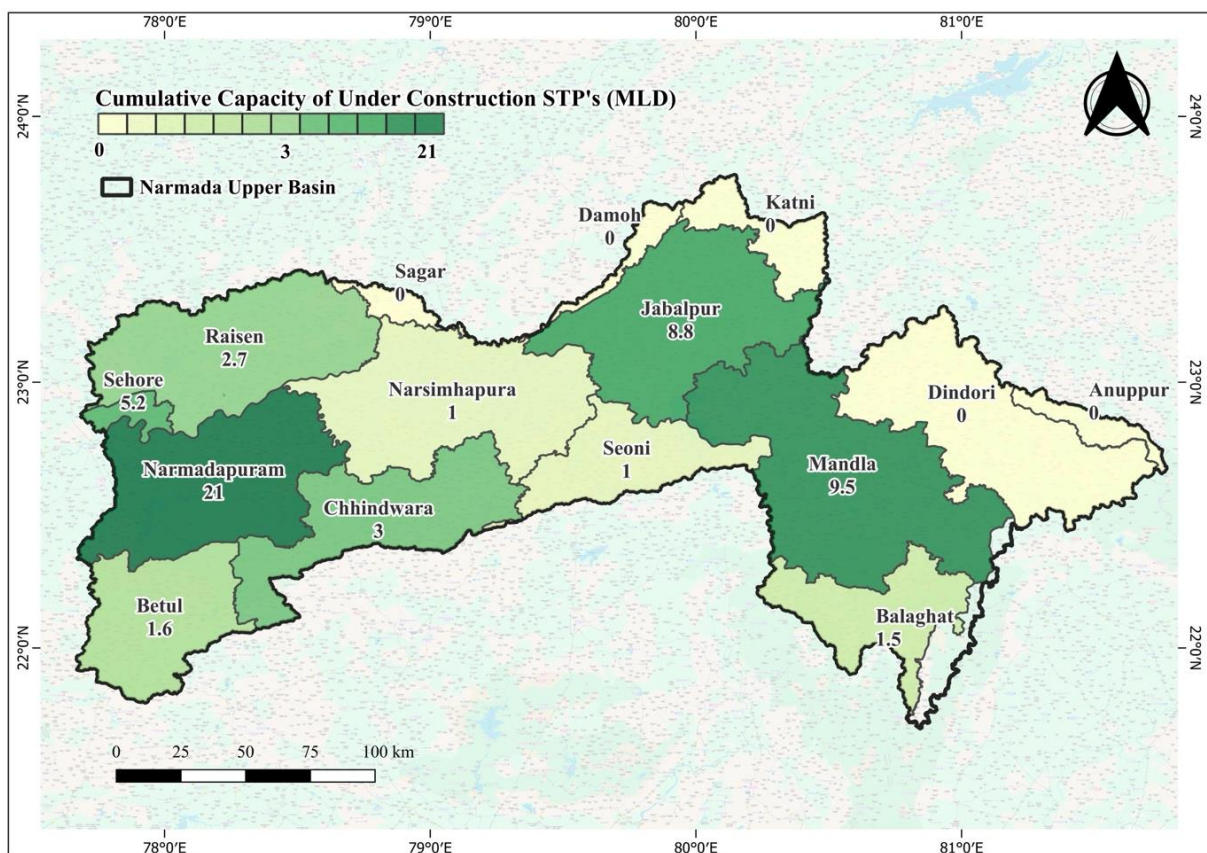 78°0'E 79°0'E 80°0'E 81°0'E
24°0'N 24°0'N
Cumulative Capacity of Under Construction STP's (MLD)
0 3 21
Narmada Upper Basin
Damoh
0
Katni
0
Sagar
0
Jabalpur
8.8
Raisen
2.7
Sehore
5.2
Narsimhapura
1
Dindori
0
Anuppur
0
23°0'N 23°0'N
Narmadapuram
21
Seoni
1
Mandla
9.5
Chhindwara
3
Betul
1.6
Balaghat
1.5
22°0'N 22°0'N
0 25 50 75 100 km
78°0'E 79°0'E 80°0'E 81°0'E